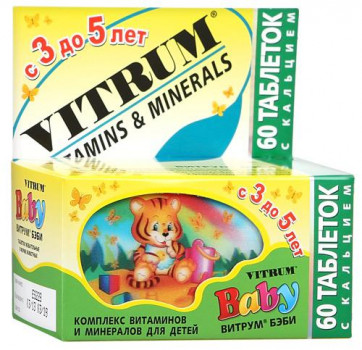 с 3 до 5 лет
VITRUM®
VITAMINS & MINERALS
60 ТАБЛЕТОК
С КАЛЬЦИЕМ
VITRUM®
Baby
ВИТРУМ® БЭБИ
с 3 до 5 лет
VITRUM®
Baby
ВИТРУМ® БЭБИ
КОМПЛЕКС ВИТАМИНОВ
И МИНЕРАЛОВ ДЛЯ ДЕТЕЙ
60 ТАБЛЕТОК
С КАЛЬЦИЕМ